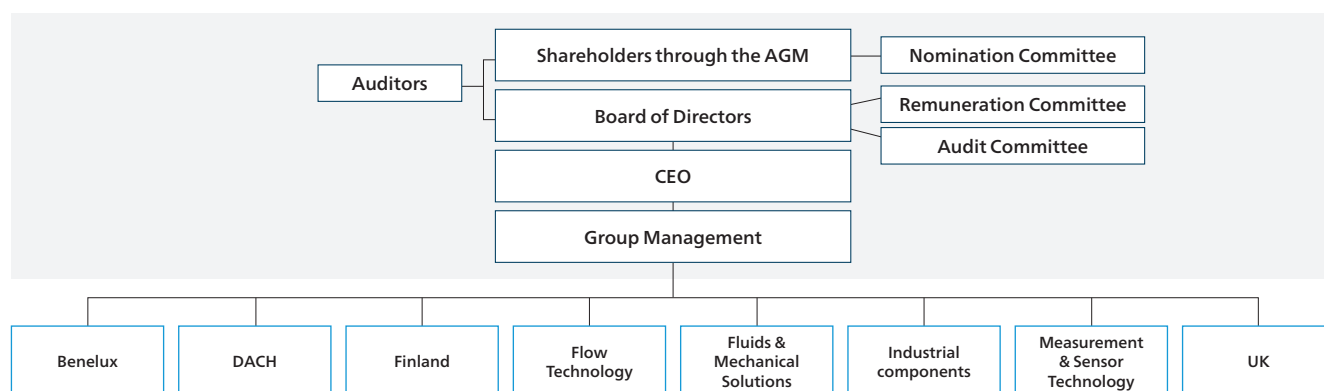 Shareholders through the AGM
Nomination Committee
Auditors
Remuneration Committee
Board of Directors
Audit Committee
CEO
Group Management
Benelux
DACH
Finland
Flow
Technology
Fluids &
Mechanical
Solutions
Industrial
components
Measurement
& Sensor
Technology
UK